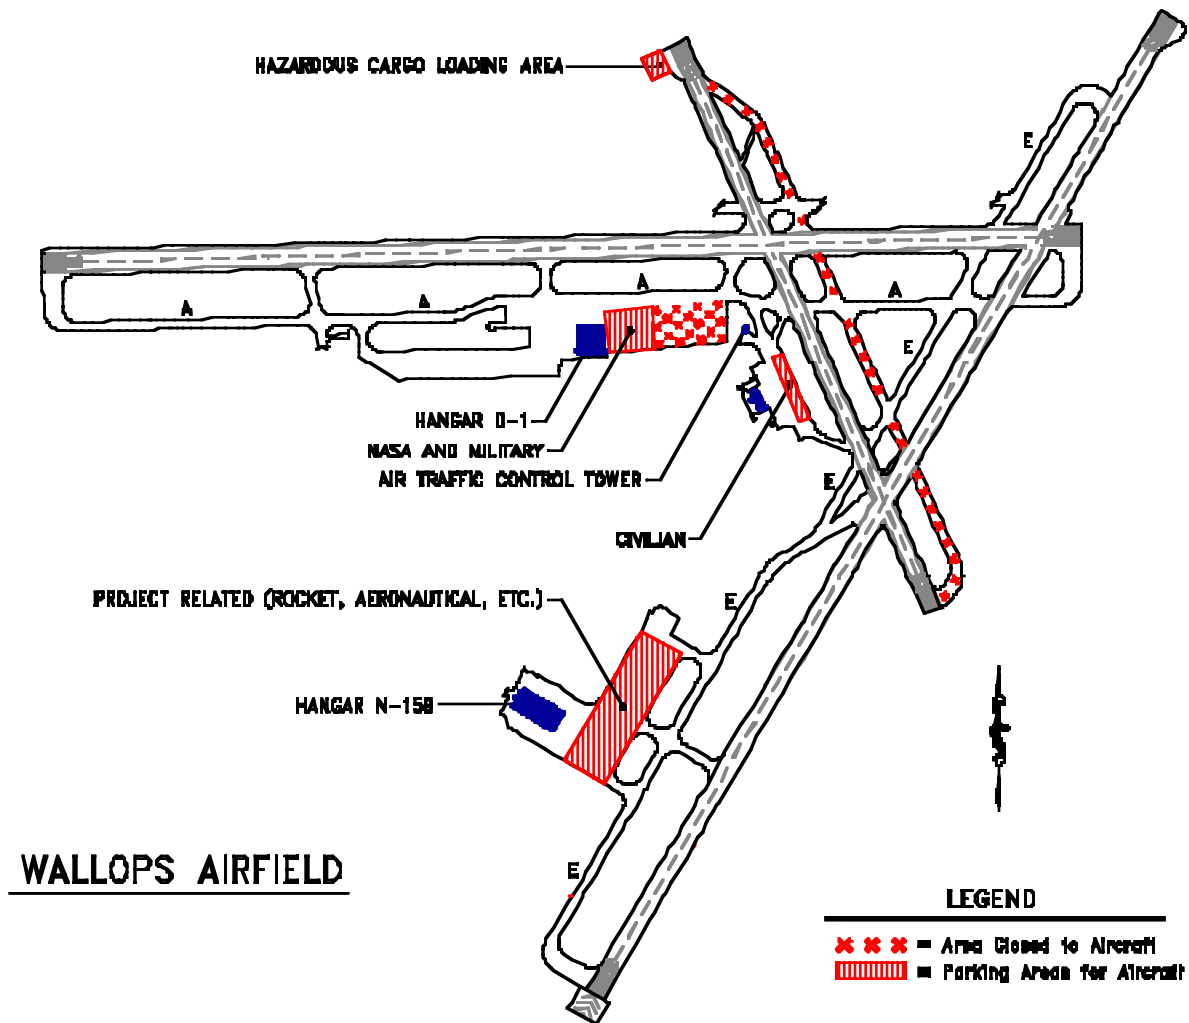 HAZARDOUS CARGO LOADING AREA
E
A
A
A
A
E
HANGAR D-1
NASA AND MILITARY
AIR TRAFFIC CONTROL TOWER
E
CIVILIAN
PROJECT RELATED (ROCKET, AERONAUTICAL, ETC.)
E
HANGAR N-159
WALLOPS AIRFIELD
E
LEGEND
= Area Closed to Aircraft
= Parking Areas for Aircraft